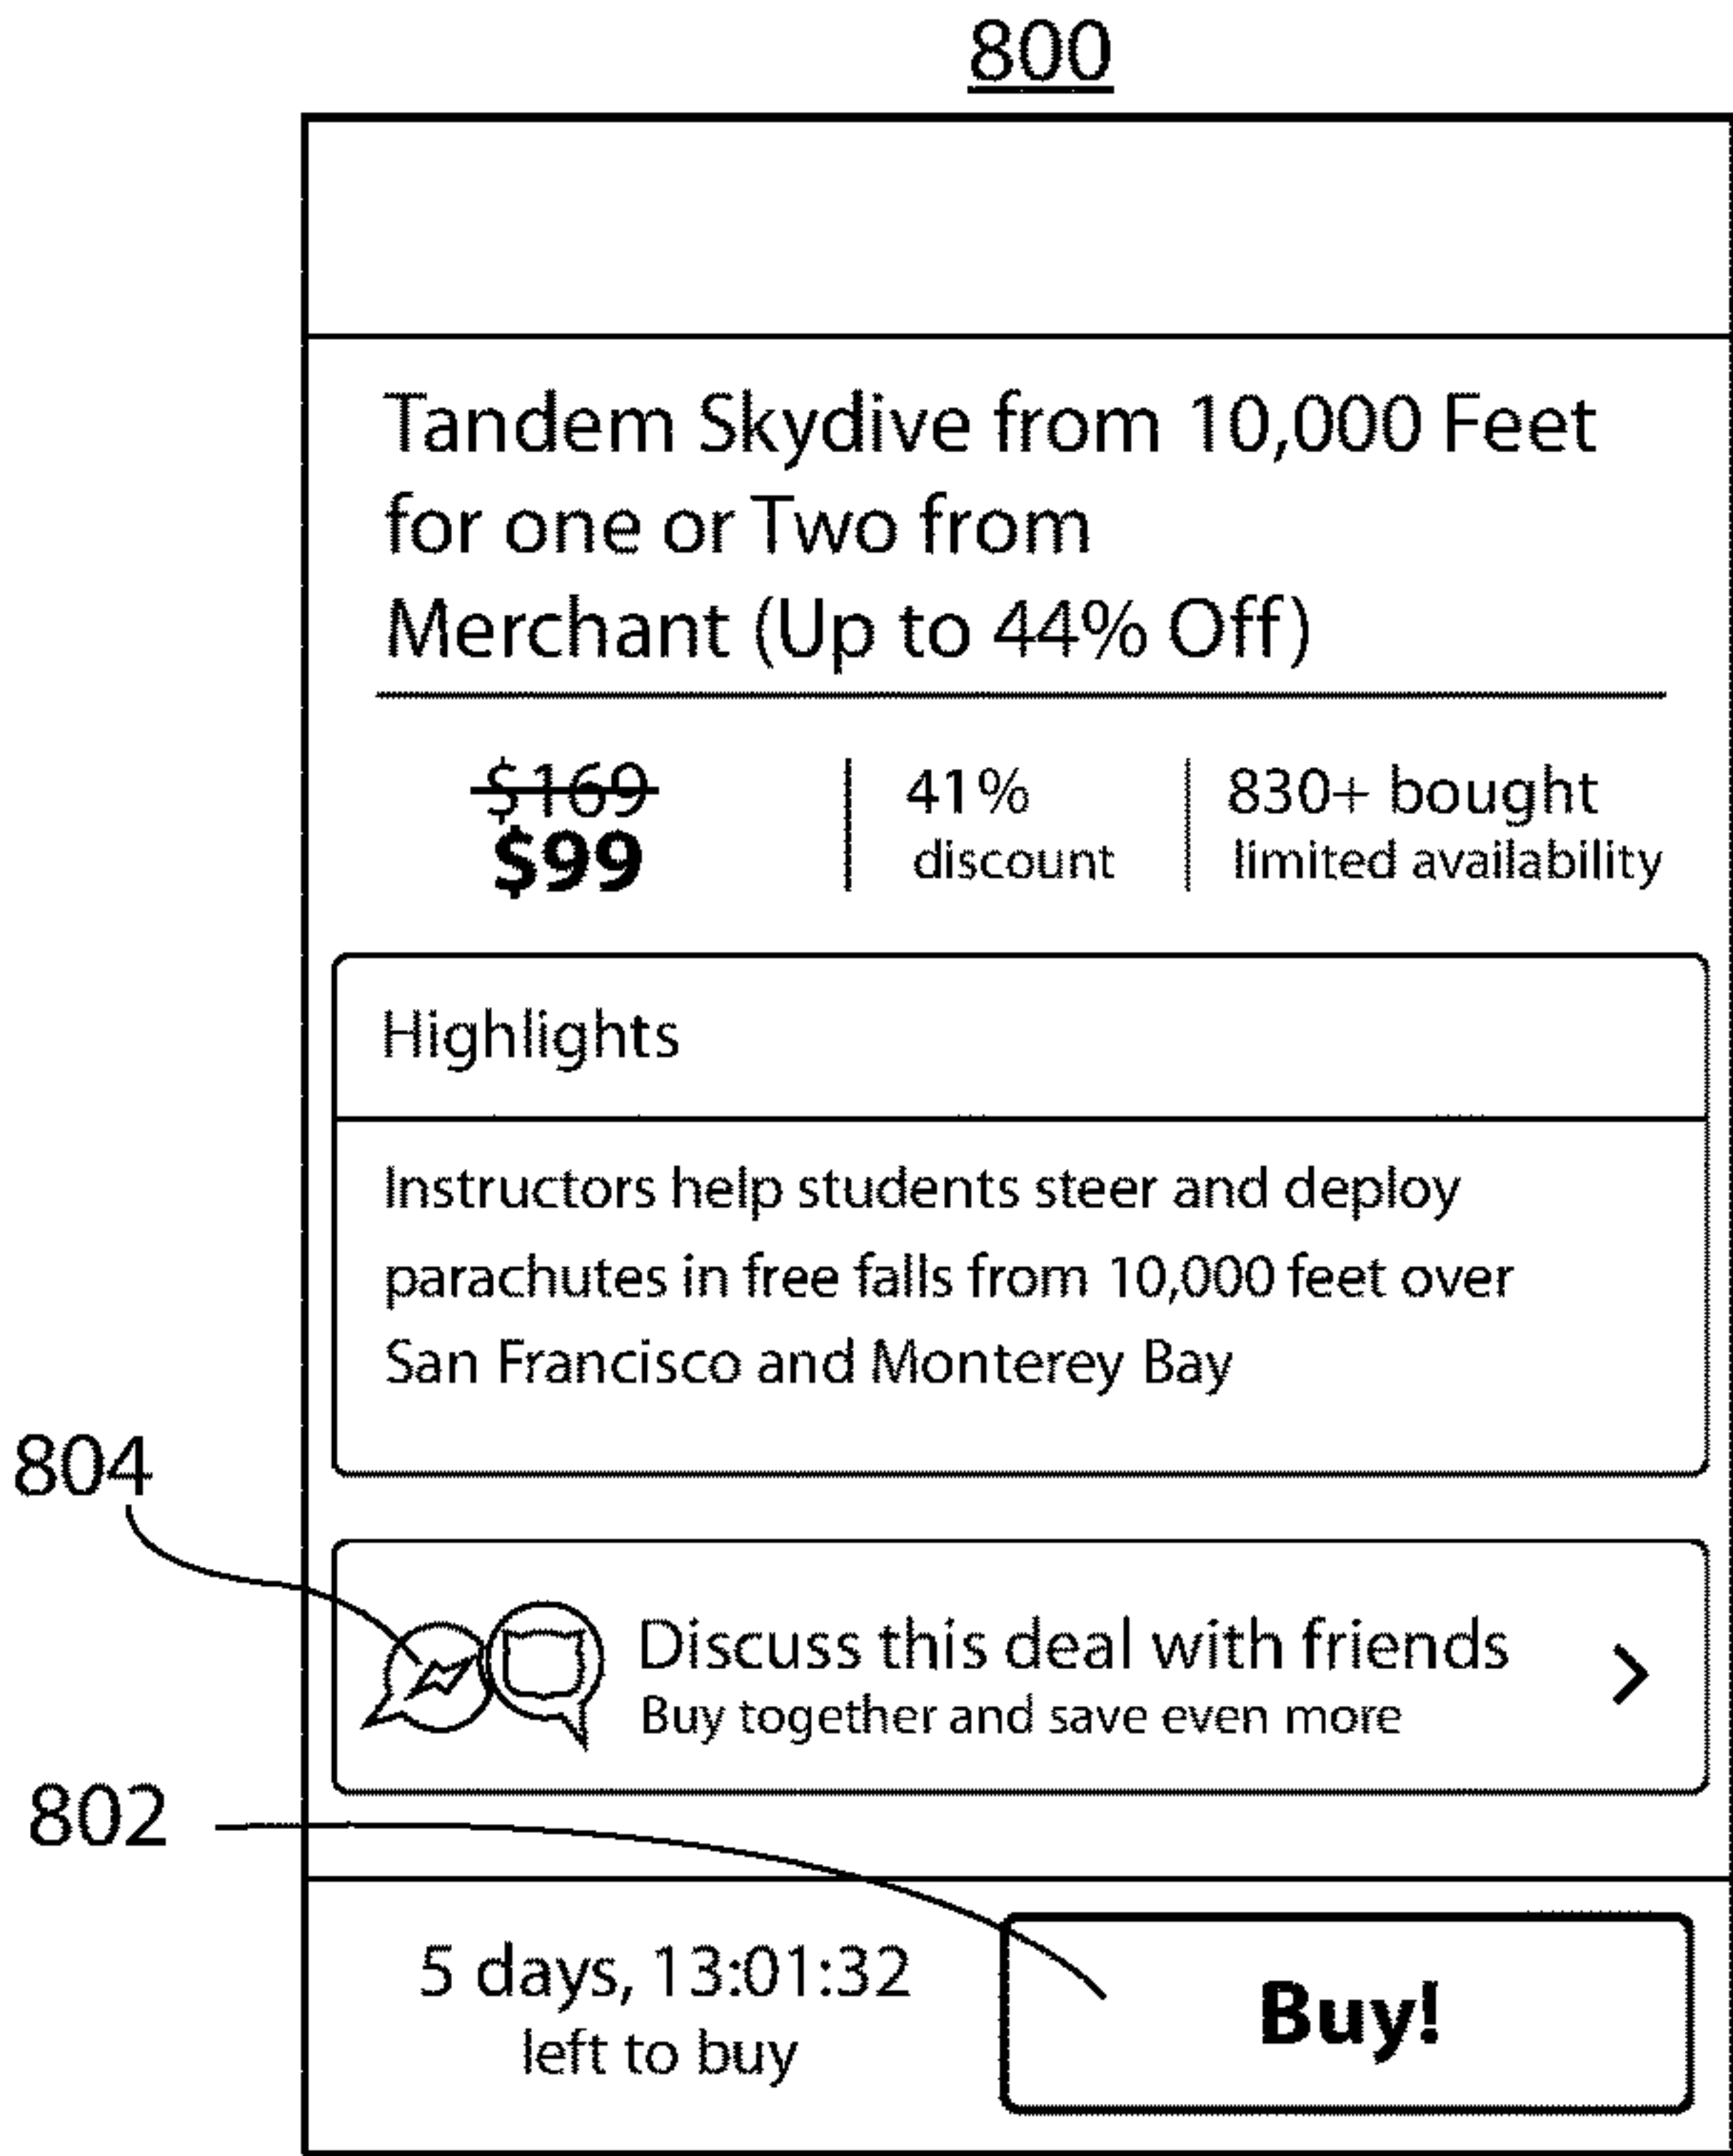 800
Tandem Skydive from 10,000 Feet
for one or Two from
Merchant (Up to 44% Off)
$169
$99
41%
discount
830+ bought
limited availability
Highlights
Instructors help students steer and deploy
parachutes in free falls from 10,000 feet over
San Francisco and Monterey Bay
804
Discuss this deal with friends
Buy together and save even more
>
802
5 days, 13:01:32
left to buy
Buy!